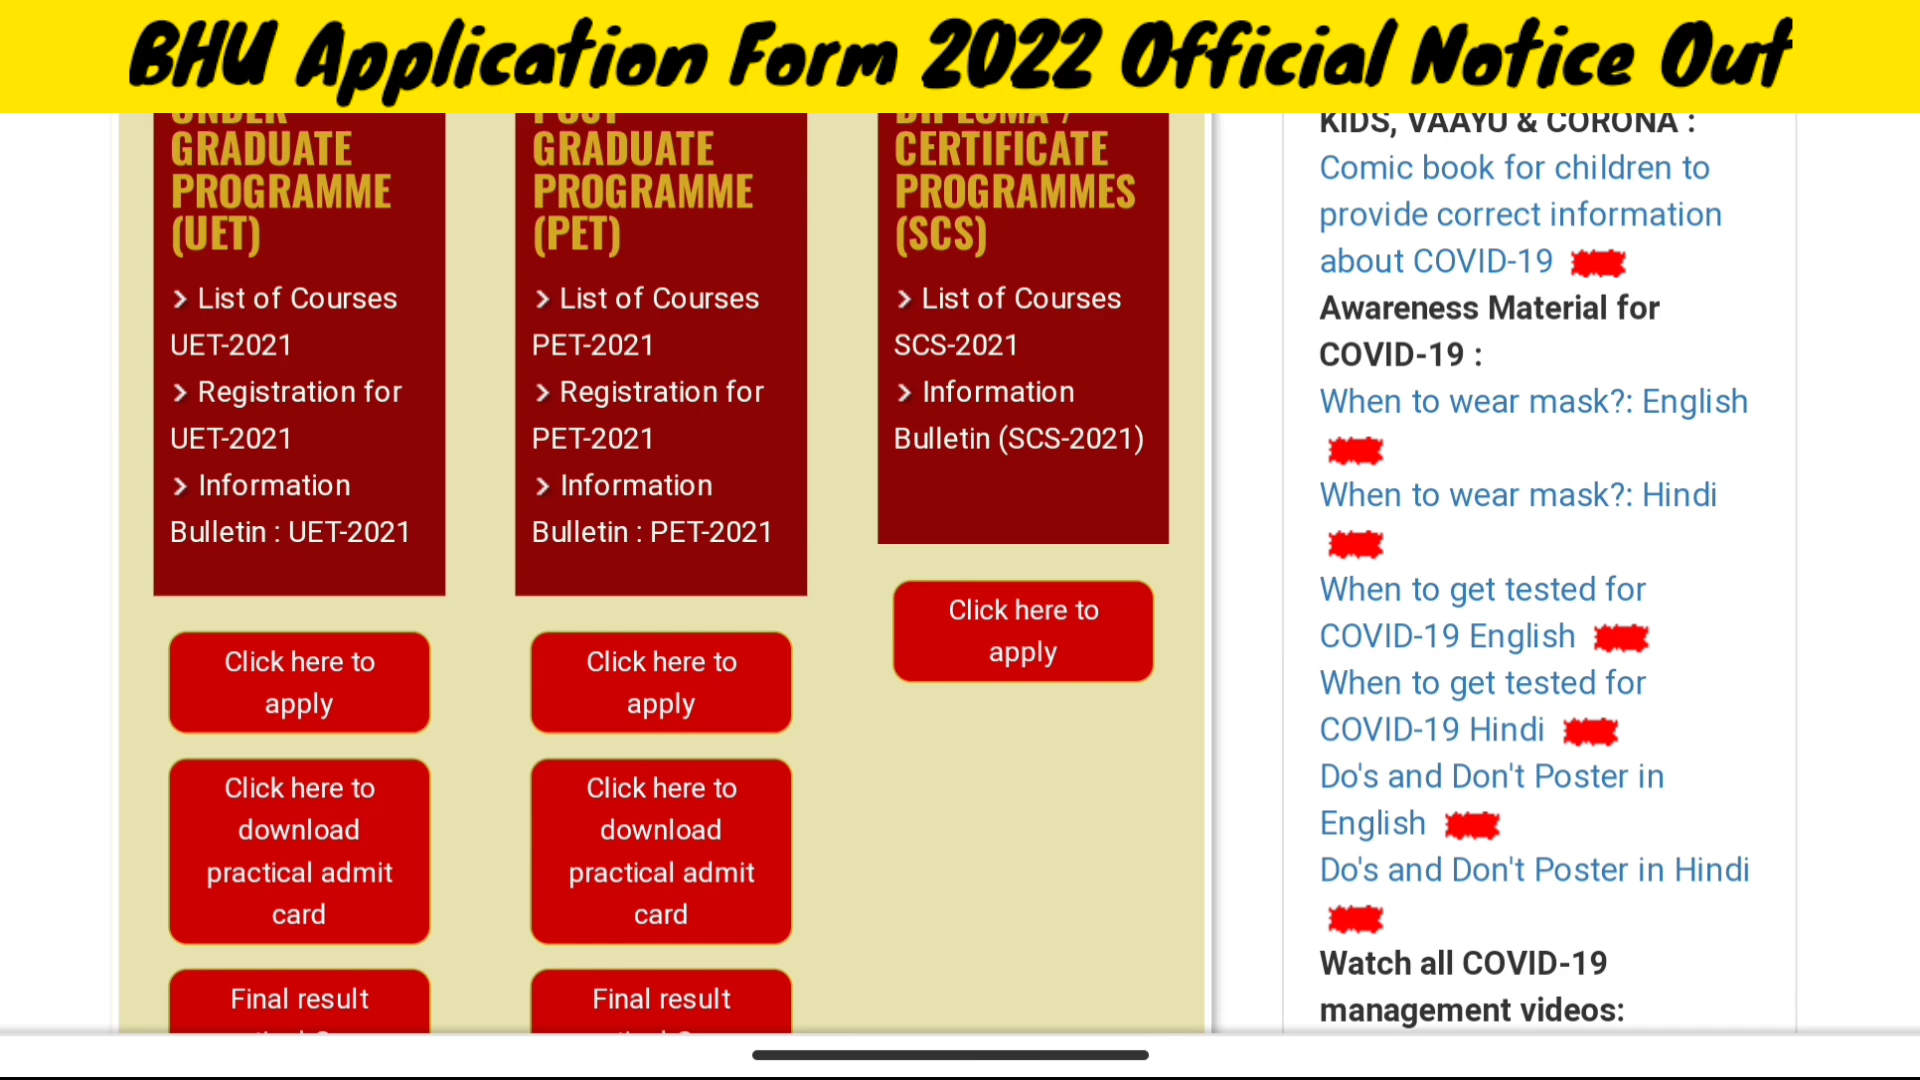 BHU Application Form 2022 Official Notice Out
UNDER
GRADUATE
PROGRAMME
(UET)
> List of Courses
UET-2021
> Registration for
UET-2021
> Information
Bulletin : UET-2021
Click here to
apply
Click here to
download
practical admit
card
Final result
POST
GRADUATE
PROGRAMME
(PET)
> List of Courses
PET-2021
> Registration for
PET-2021
> Information
Bulletin : PET-2021
Click here to
apply
Click here to
download
practical admit
card
Final result
DIPLOMA /
CERTIFICATE
PROGRAMMES
(SCS)
> List of Courses
SCS-2021
> Information
Bulletin (SCS-2021)
Click here to
apply
KIDS, VAAYU & CORONA :
Comic book for children to
provide correct information
about COVID-19
Awareness Material for
COVID-19 :
When to wear mask?: English
When to wear mask?: Hindi
When to get tested for
COVID-19 English
When to get tested for
COVID-19 Hindi
Do's and Don't Poster in
English
Do's and Don't Poster in Hindi
Watch all COVID-19
management videos: